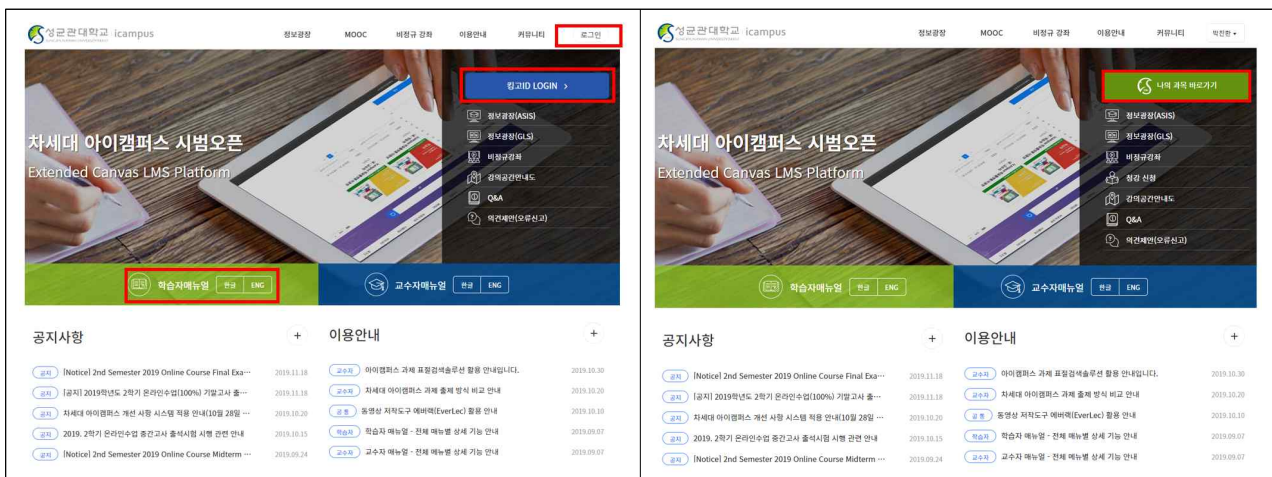 성균관대학교 icampus
정보광장 MOOC 비정규 강좌 이용안내 커뮤니티 로그인
킹고ID LOGIN >
정보광장(ASIS)
정보광장(GLS)
비정규강좌
강의공간안내도
Q&A
의견제안(오류신고)
차세대 아이캠퍼스 시범오픈
Extended Canvas LMS Platform
학습자매뉴얼 한글 ENG
교수자매뉴얼 한글 ENG
공지사항 +
공지 [Notice] 2nd Semester 2019 Online Course Final Exa··· 2019.11.18
공지 [공지] 2019학년도 2학기 온라인수업(100%) 기말고사 출··· 2019.11.18
공지 차세대 아이캠퍼스 개선 사항 시스템 적용 안내(10월 28일 ··· 2019.10.20
공지 2019. 2학기 온라인수업 중간고사 출석시험 시행 관련 안내 2019.10.15
공지 [Notice] 2nd Semester 2019 Online Course Midterm ··· 2019.09.24
이용안내 +
교수자 아이캠퍼스 과제 표절검색솔루션 활용 안내입니다. 2019.10.30
교수자 차세대 아이캠퍼스 과제 출제 방식 비교 안내 2019.10.20
공통 동영상 저작도구 에버렉(EverLec) 활용 안내 2019.10.10
학습자 학습자 매뉴얼 - 전체 메뉴별 상세 기능 안내 2019.09.07
교수자 교수자 매뉴얼 - 전체 메뉴별 상세 기능 안내 2019.09.07
성균관대학교 icampus
정보광장 MOOC 비정규 강좌 이용안내 커뮤니티 박진환
나의 과목 바로가기
정보광장(ASIS)
정보광장(GLS)
비정규강좌
청강 신청
강의공간안내도
Q&A
의견제안(오류신고)
차세대 아이캠퍼스 시범오픈
Extended Canvas LMS Platform
학습자매뉴얼 한글 ENG
교수자매뉴얼 한글 ENG
공지사항 +
공지 [Notice] 2nd Semester 2019 Online Course Final Exa··· 2019.11.18
공지 [공지] 2019학년도 2학기 온라인수업(100%) 기말고사 출··· 2019.11.18
공지 차세대 아이캠퍼스 개선 사항 시스템 적용 안내(10월 28일 ··· 2019.10.20
공지 2019. 2학기 온라인수업 중간고사 출석시험 시행 관련 안내 2019.10.15
공지 [Notice] 2nd Semester 2019 Online Course Midterm ··· 2019.09.24
이용안내 +
교수자 아이캠퍼스 과제 표절검색솔루션 활용 안내입니다. 2019.10.30
교수자 차세대 아이캠퍼스 과제 출제 방식 비교 안내 2019.10.20
공통 동영상 저작도구 에버렉(EverLec) 활용 안내 2019.10.10
학습자 학습자 매뉴얼 - 전체 메뉴별 상세 기능 안내 2019.09.07
교수자 교수자 매뉴얼 - 전체 메뉴별 상세 기능 안내 2019.09.07